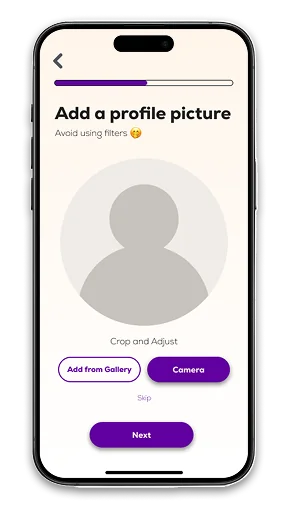 Add a profile picture
Avoid using filters 🤭
Crop and Adjust
Add from Gallery
Camera
Skip
Next